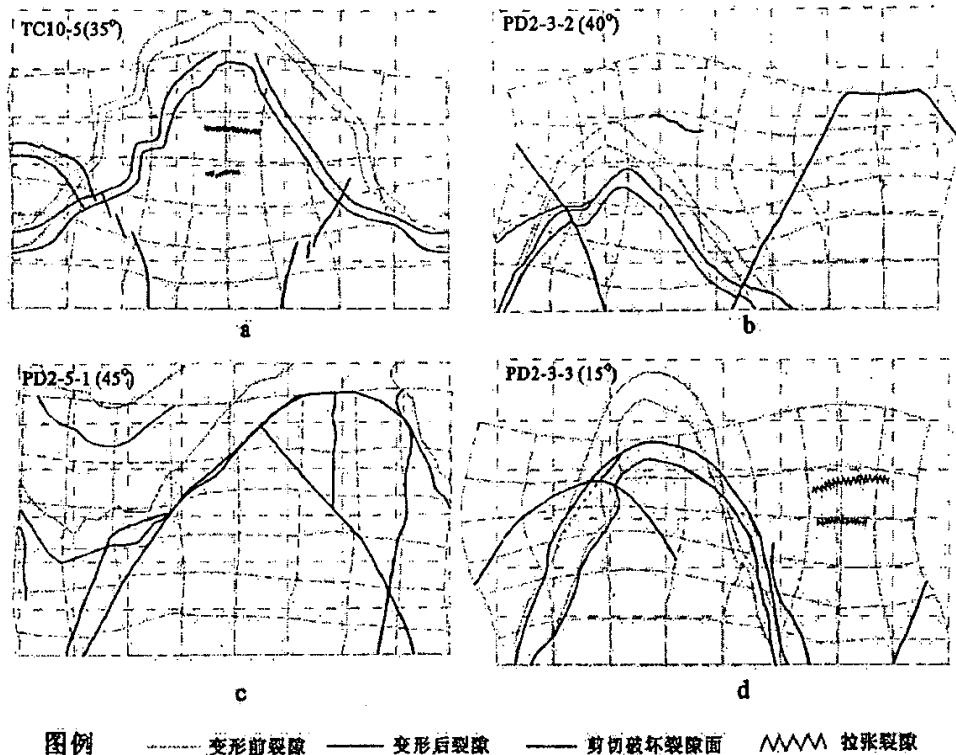 TC10-5(35°)
PD2-3-2 (40°)
a
b
PD2-5-1 (45°)
PD2-3-3 (15°)
c
d
图例 变形前裂隙 变形后裂隙 剪切破坏裂隙面 拉张裂隙